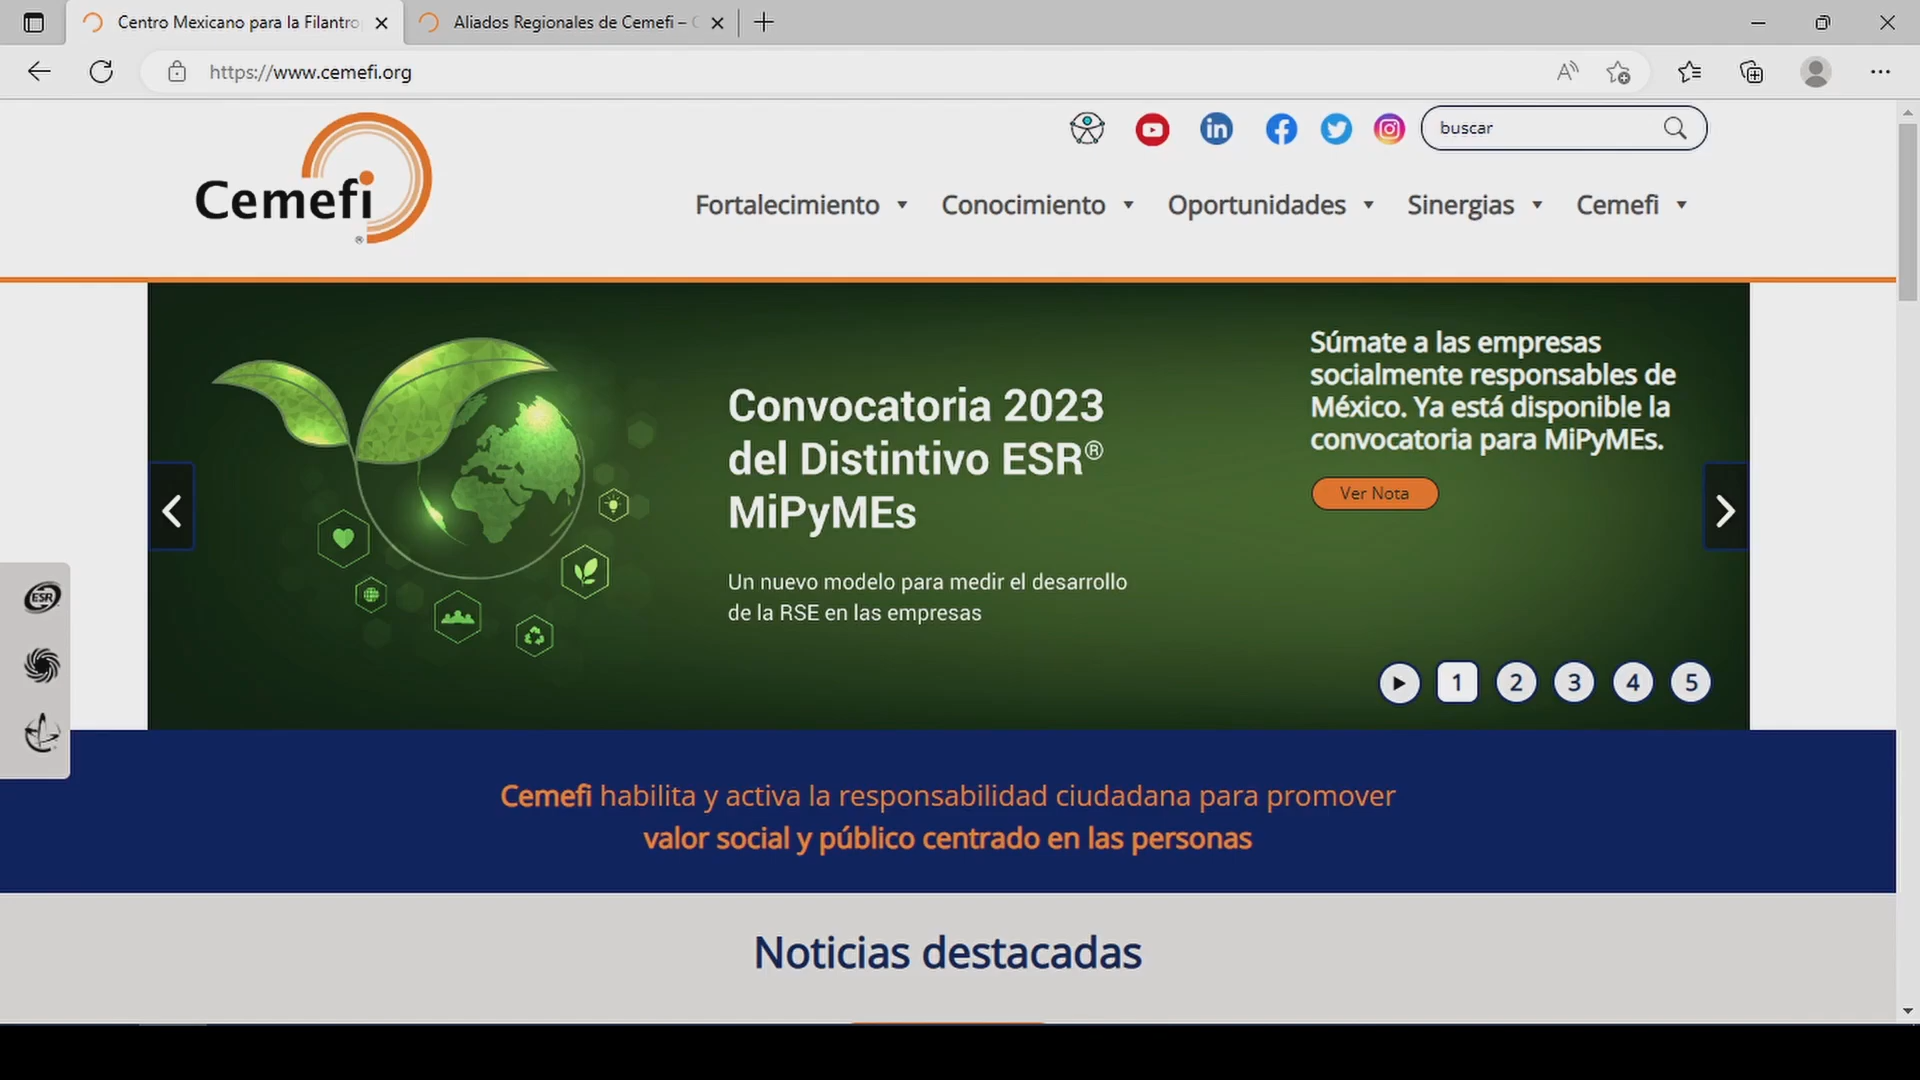 Centro Mexicano para la Filantro
Aliados Regionales de Cemefi –
https://www.cemefi.org
Cemefi
®
buscar
Fortalecimiento
Conocimiento
Oportunidades
Sinergias
Cemefi
Convocatoria 2023
del Distintivo ESR®
MiPyMEs
Un nuevo modelo para medir el desarrollo
de la RSE en las empresas
Súmate a las empresas
socialmente responsables de
México. Ya está disponible la
convocatoria para MiPyMEs.
Ver Nota
ESR
1 2 3 4 5
Cemefi habilita y activa la responsabilidad ciudadana para promover
valor social y público centrado en las personas
Noticias destacadas